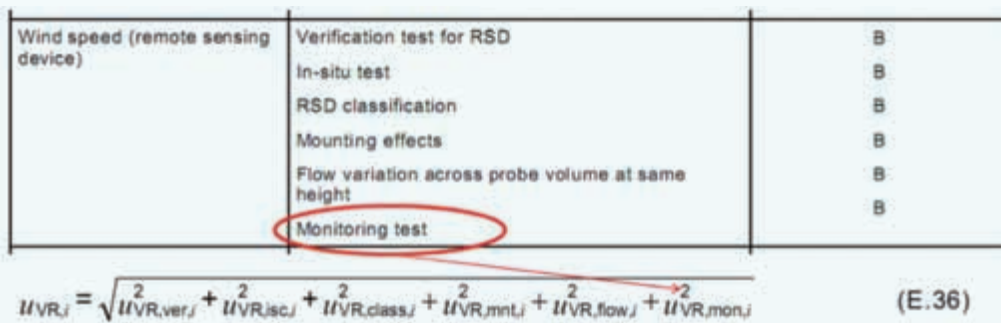 Wind speed (remote sensing device)
Verification test for RSD B
In-situ test B
RSD classification B
Mounting effects B
Flow variation across probe volume at same height B
Monitoring test B
u_VR,i = √(u²_VR,ver,i + u²_VR,isc,i + u²_VR,class,i + u²_VR,mnt,i + u²_VR,flow,i + u²_VR,mon,i) (E.36)